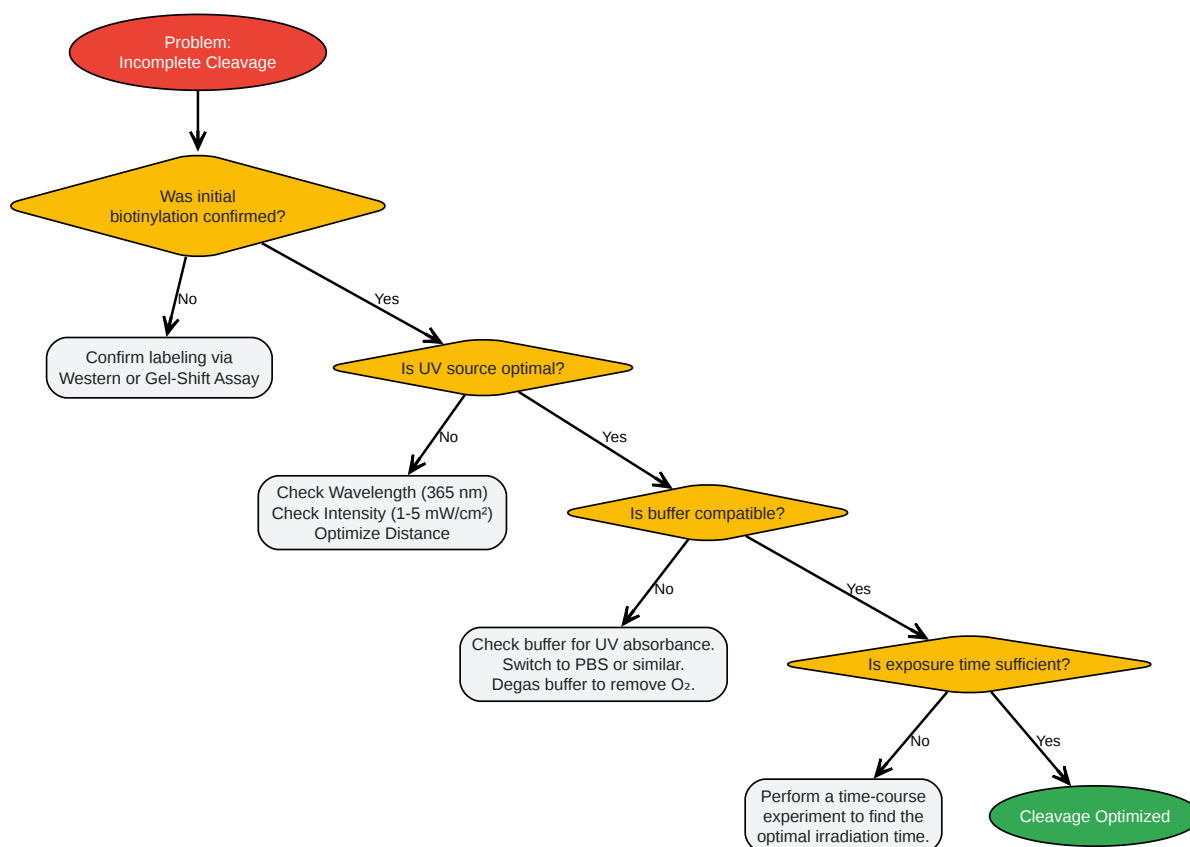 Problem:
Incomplete Cleavage
Was initial
biotinylation confirmed?
No
Yes
Confirm labeling via
Western or Gel-Shift Assay
Is UV source optimal?
No
Yes
Check Wavelength (365 nm)
Check Intensity (1-5 mW/cm²)
Optimize Distance
Is buffer compatible?
No
Yes
Check buffer for UV absorbance.
Switch to PBS or similar.
Degas buffer to remove O₂.
Is exposure time sufficient?
No
Yes
Perform a time-course
experiment to find the
optimal irradiation time.
Cleavage Optimized